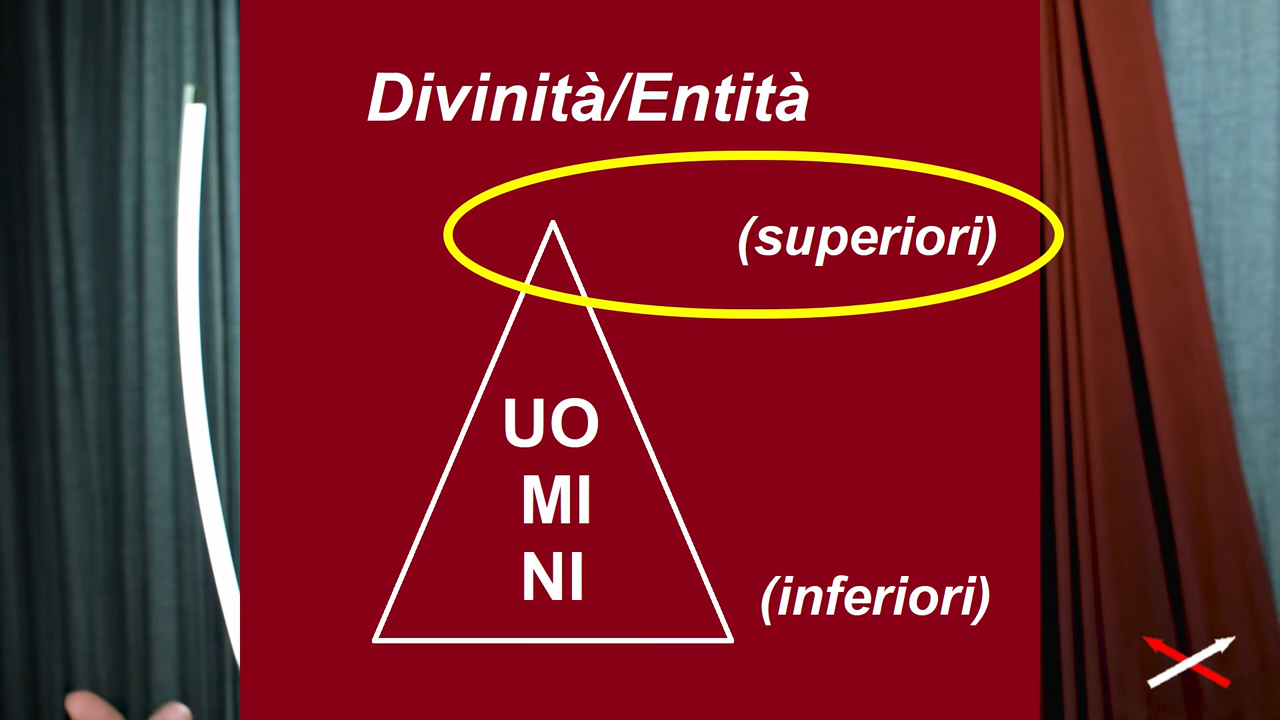 Divinità/Entità
(superiori)
UO
MI
NI
(inferiori)